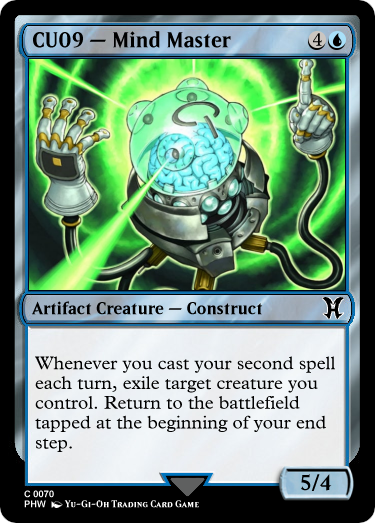 CU09 — Mind Master 4
Artifact Creature — Construct
Whenever you cast your second spell
each turn, exile target creature you
control. Return to the battlefield
tapped at the beginning of your end
step.
5/4
C 0070
PHW Yu-Gi-Oh Trading Card Game